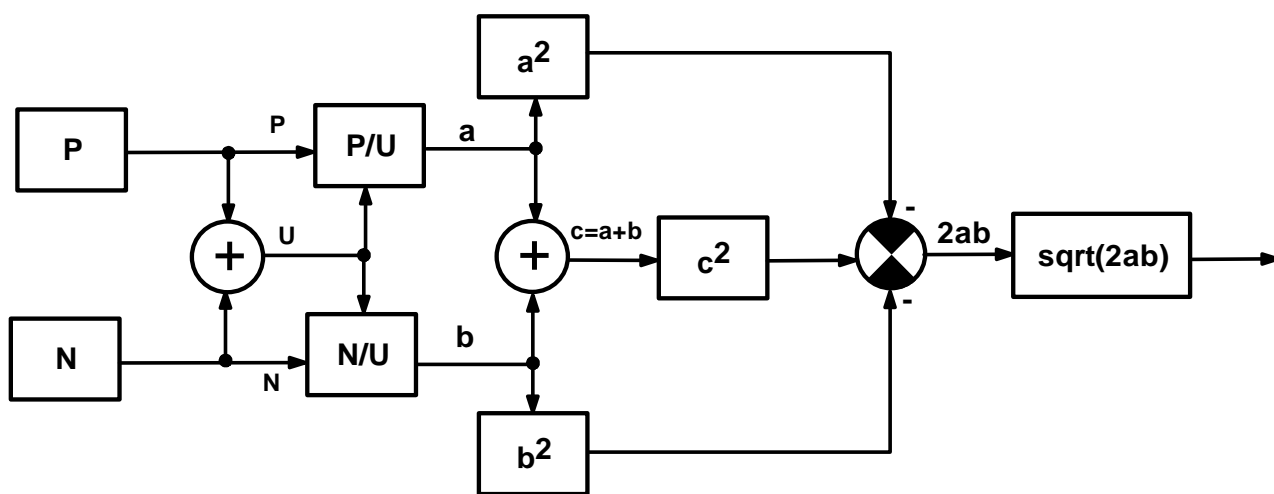 a²
P
P
P/U
a
+
U
+
c=a+b
c²
-
2ab
sqrt(2ab)
-
N
N
N/U
b
b²